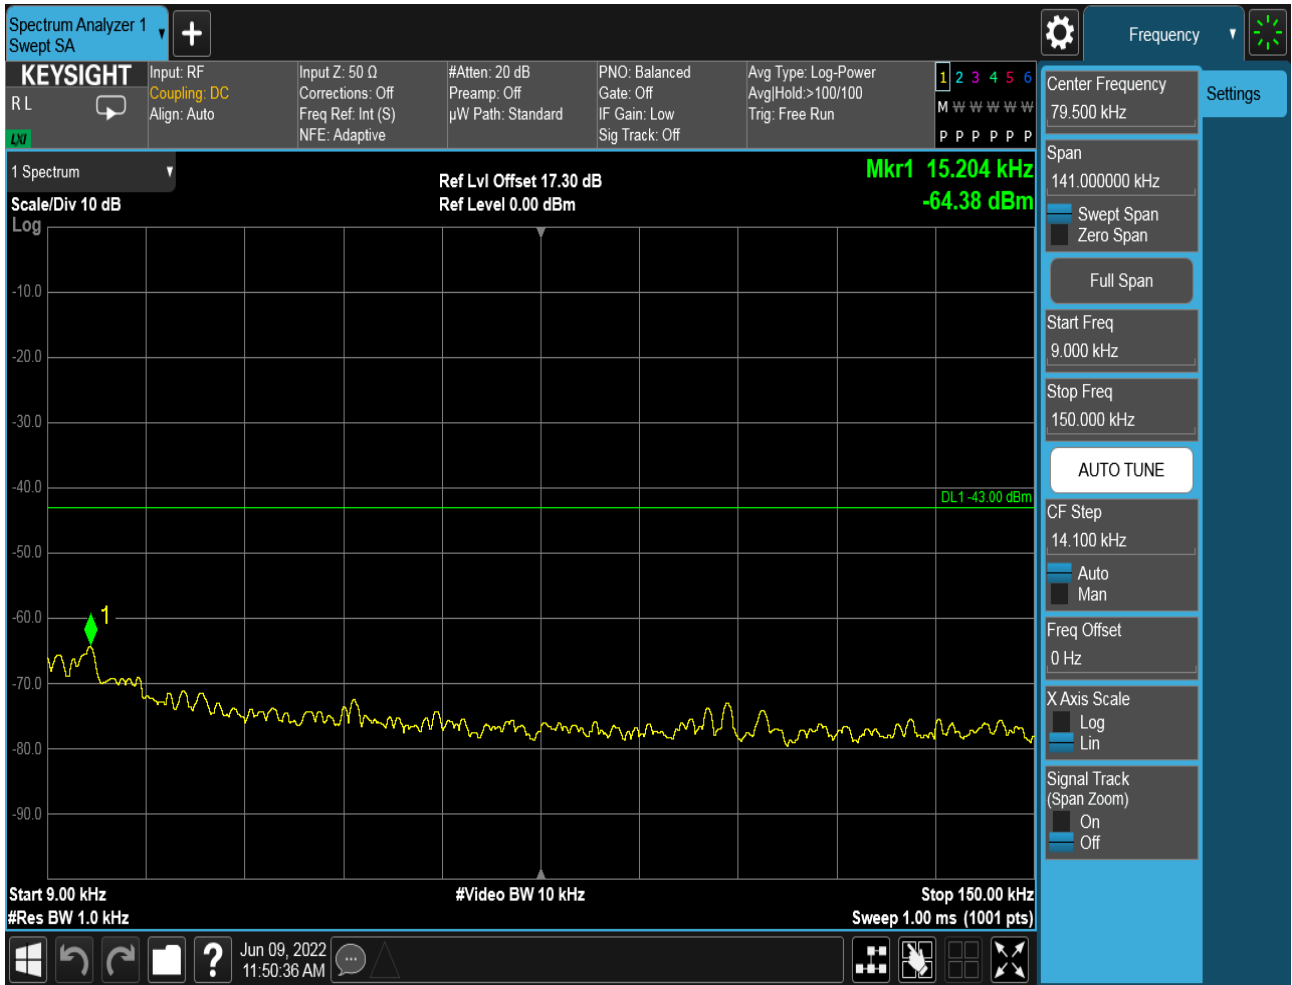 Spectrum Analyzer 1
Swept SA
Frequency
KEYSIGHT
R L
LXI
Input: RF
Coupling: DC
Align: Auto
Input Z: 50 Ω
Corrections: Off
Freq Ref: Int (S)
NFE: Adaptive
#Atten: 20 dB
Preamp: Off
µW Path: Standard
PNO: Balanced
Gate: Off
IF Gain: Low
Sig Track: Off
Avg Type: Log-Power
Avg|Hold:>100/100
Trig: Free Run
1 2 3 4 5 6
M W W W W W
P P P P P P
1 Spectrum
Scale/Div 10 dB
Log
Ref Lvl Offset 17.30 dB
Ref Level 0.00 dBm
Mkr1 15.204 kHz
-64.38 dBm
-10.0
-20.0
-30.0
-40.0
DL1 -43.00 dBm
-50.0
-60.0
1
-70.0
-80.0
-90.0
Start 9.00 kHz
#Res BW 1.0 kHz
#Video BW 10 kHz
Stop 150.00 kHz
Sweep 1.00 ms (1001 pts)
Jun 09, 2022
11:50:36 AM
Center Frequency
79.500 kHz
Settings
Span
141.000000 kHz
Swept Span
Zero Span
Full Span
Start Freq
9.000 kHz
Stop Freq
150.000 kHz
AUTO TUNE
CF Step
14.100 kHz
Auto
Man
Freq Offset
0 Hz
X Axis Scale
Log
Lin
Signal Track
(Span Zoom)
On
Off